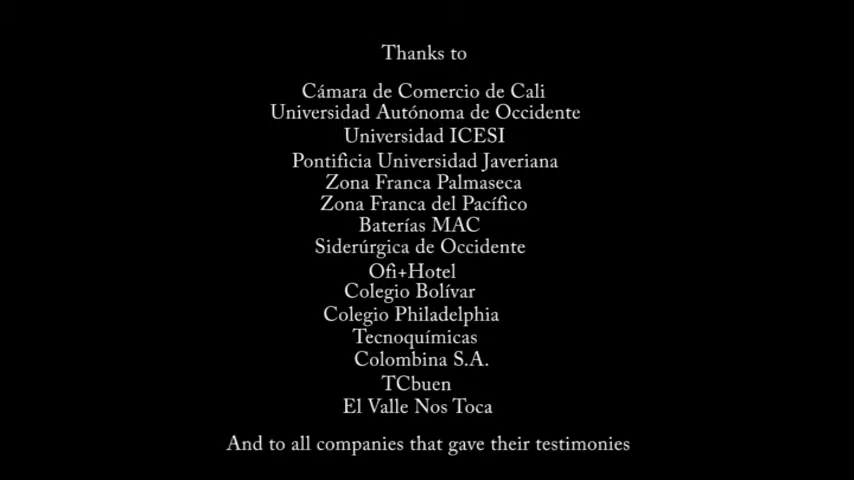 Thanks to
Cámara de Comercio de Cali
Universidad Autónoma de Occidente
Universidad ICESI
Pontificia Universidad Javeriana
Zona Franca Palmaseca
Zona Franca del Pacífico
Baterías MAC
Siderúrgica de Occidente
Ofi+Hotel
Colegio Bolívar
Colegio Philadelphia
Tecnoquímicas
Colombina S.A.
TCbuen
El Valle Nos Toca
And to all companies that gave their testimonies